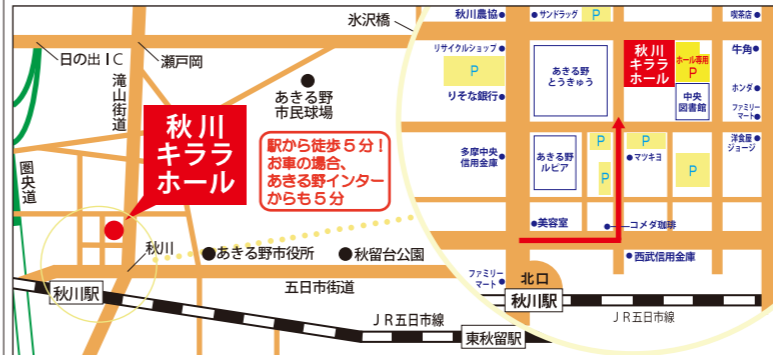 氷沢橋
日の出IC
瀬戸岡
滝山街道
あきる野
市民球場
秋川
キララ
ホール
駅から徒歩5分！
お車の場合、
あきる野インター
からも5分
圏央道
秋川
あきる野市役所
秋留台公園
五日市街道
秋川駅
JR五日市線
東秋留駅
秋川農協
サンドラッグ
P
喫茶店
リサイクルショップ
P
りそな銀行
あきる野
とうきゅう
秋川
キララ
ホール
ホール専用
P
中央
図書館
牛角
ホンダ
ファミリー
マート
多摩中央
信用金庫
あきる野
ルピア
P
P
P
マツキヨ
P
洋食屋
ジョージ
美容室
コメダ珈琲
西武信用金庫
ファミリー
マート
北口
秋川駅
JR五日市線